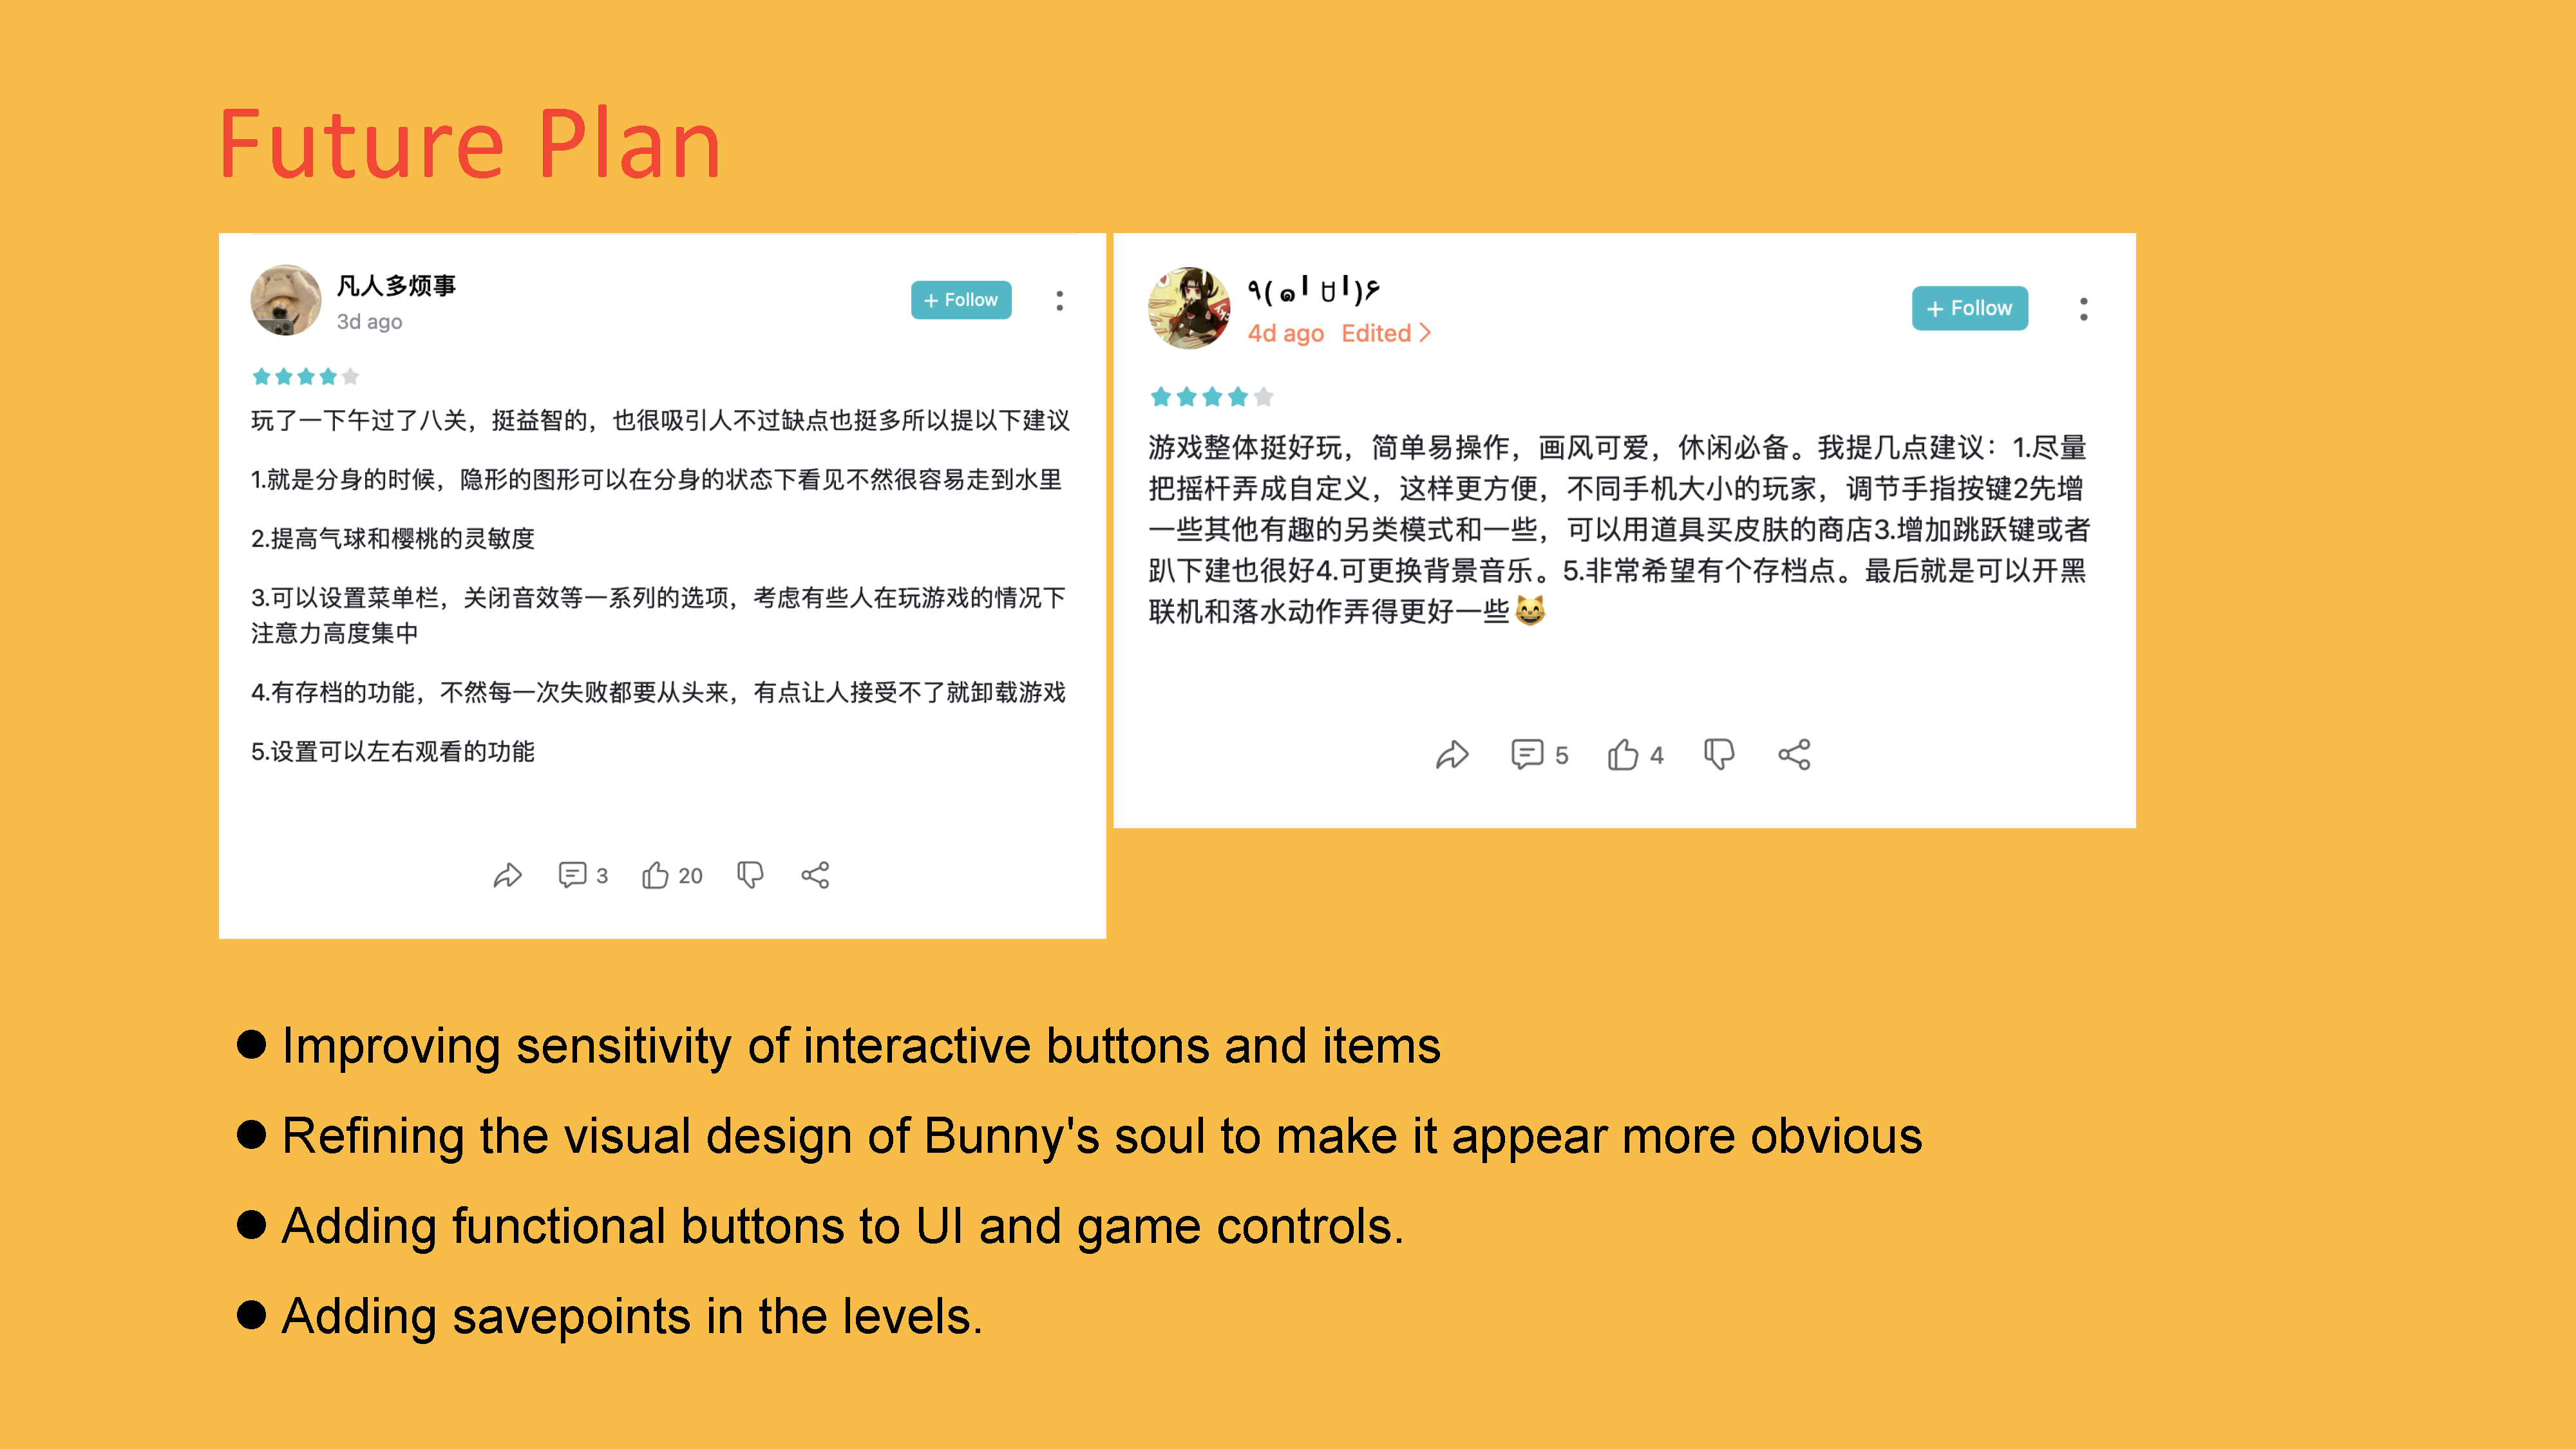 Future Plan
凡人多烦事
3d ago
+ Follow
玩了一下午过了八关，挺益智的，也很吸引人不过缺点也挺多所以提以下建议
1.就是分身的时候，隐形的图形可以在分身的状态下看见不然很容易走到水里
2.提高气球和樱桃的灵敏度
3.可以设置菜单栏，关闭音效等一系列的选项，考虑有些人在玩游戏的情况下
注意力高度集中
4.有存档的功能，不然每一次失败都要从头来，有点让人接受不了就卸载游戏
5.设置可以左右观看的功能
3 20
٩(๑❛ᴗ❛)۶
4d ago Edited >
+ Follow
游戏整体挺好玩，简单易操作，画风可爱，休闲必备。我提几点建议：1.尽量
把摇杆弄成自定义，这样更方便，不同手机大小的玩家，调节手指按键2先增
一些其他有趣的另类模式和一些，可以用道具买皮肤的商店3.增加跳跃键或者
趴下建也很好4.可更换背景音乐。5.非常希望有个存档点。最后就是可以开黑
联机和落水动作弄得更好一些😸
5 4
● Improving sensitivity of interactive buttons and items
● Refining the visual design of Bunny's soul to make it appear more obvious
● Adding functional buttons to UI and game controls.
● Adding savepoints in the levels.